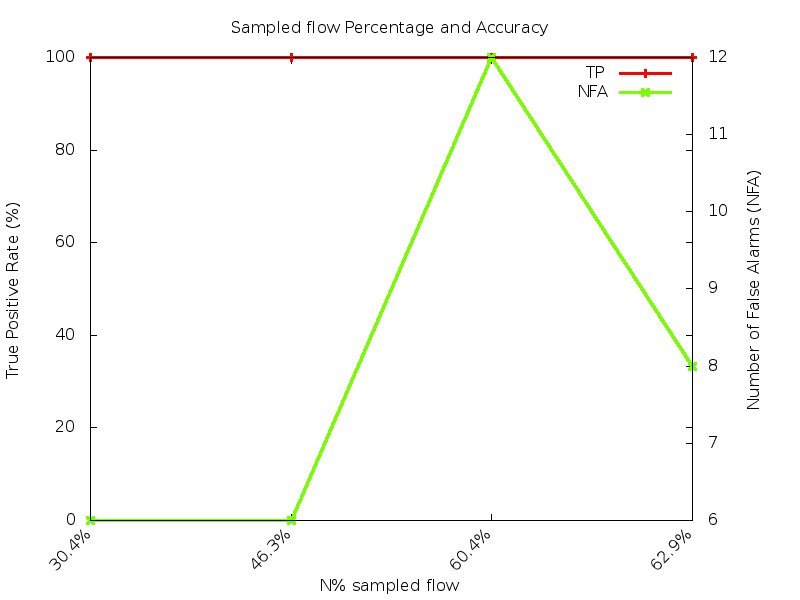 Sampled flow Percentage and Accuracy
TP
NFA
100
80
60
40
20
0
12
11
10
9
8
7
6
True Positive Rate (%)
Number of False Alarms (NFA)
30.4%
46.3%
60.4%
62.9%
N% sampled flow